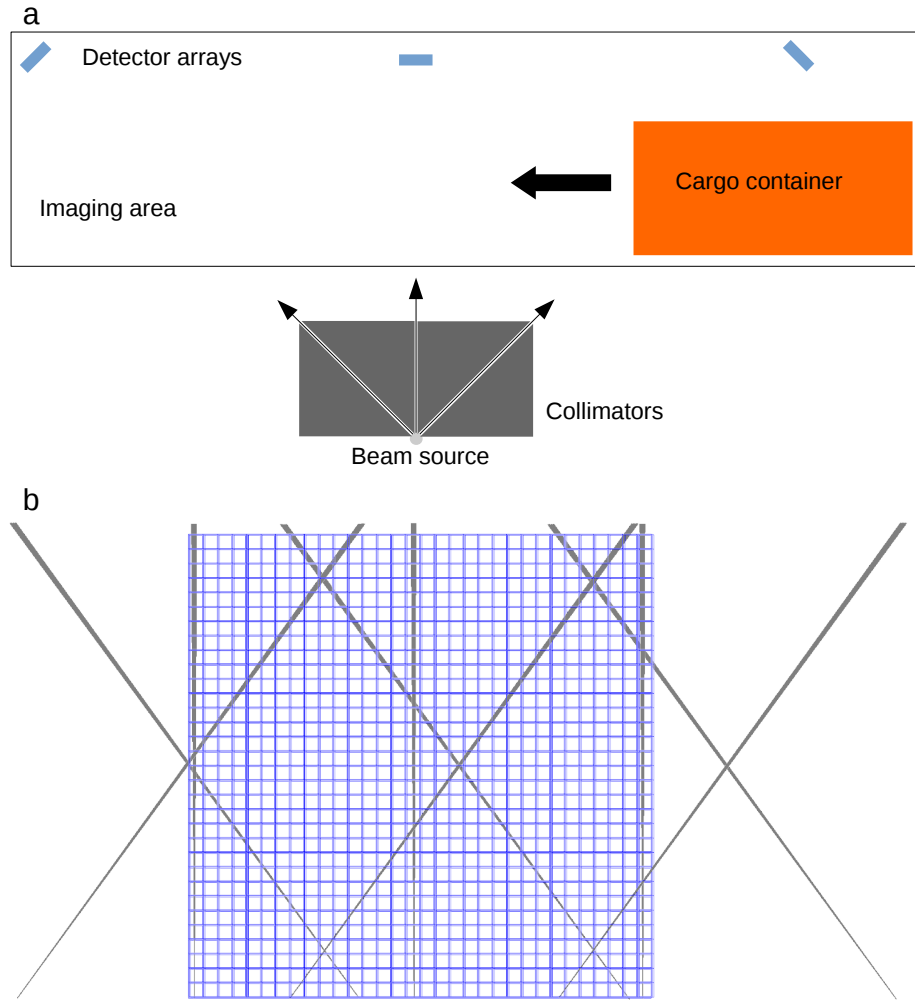 a
Detector arrays
Cargo container
Imaging area
Collimators
Beam source
b